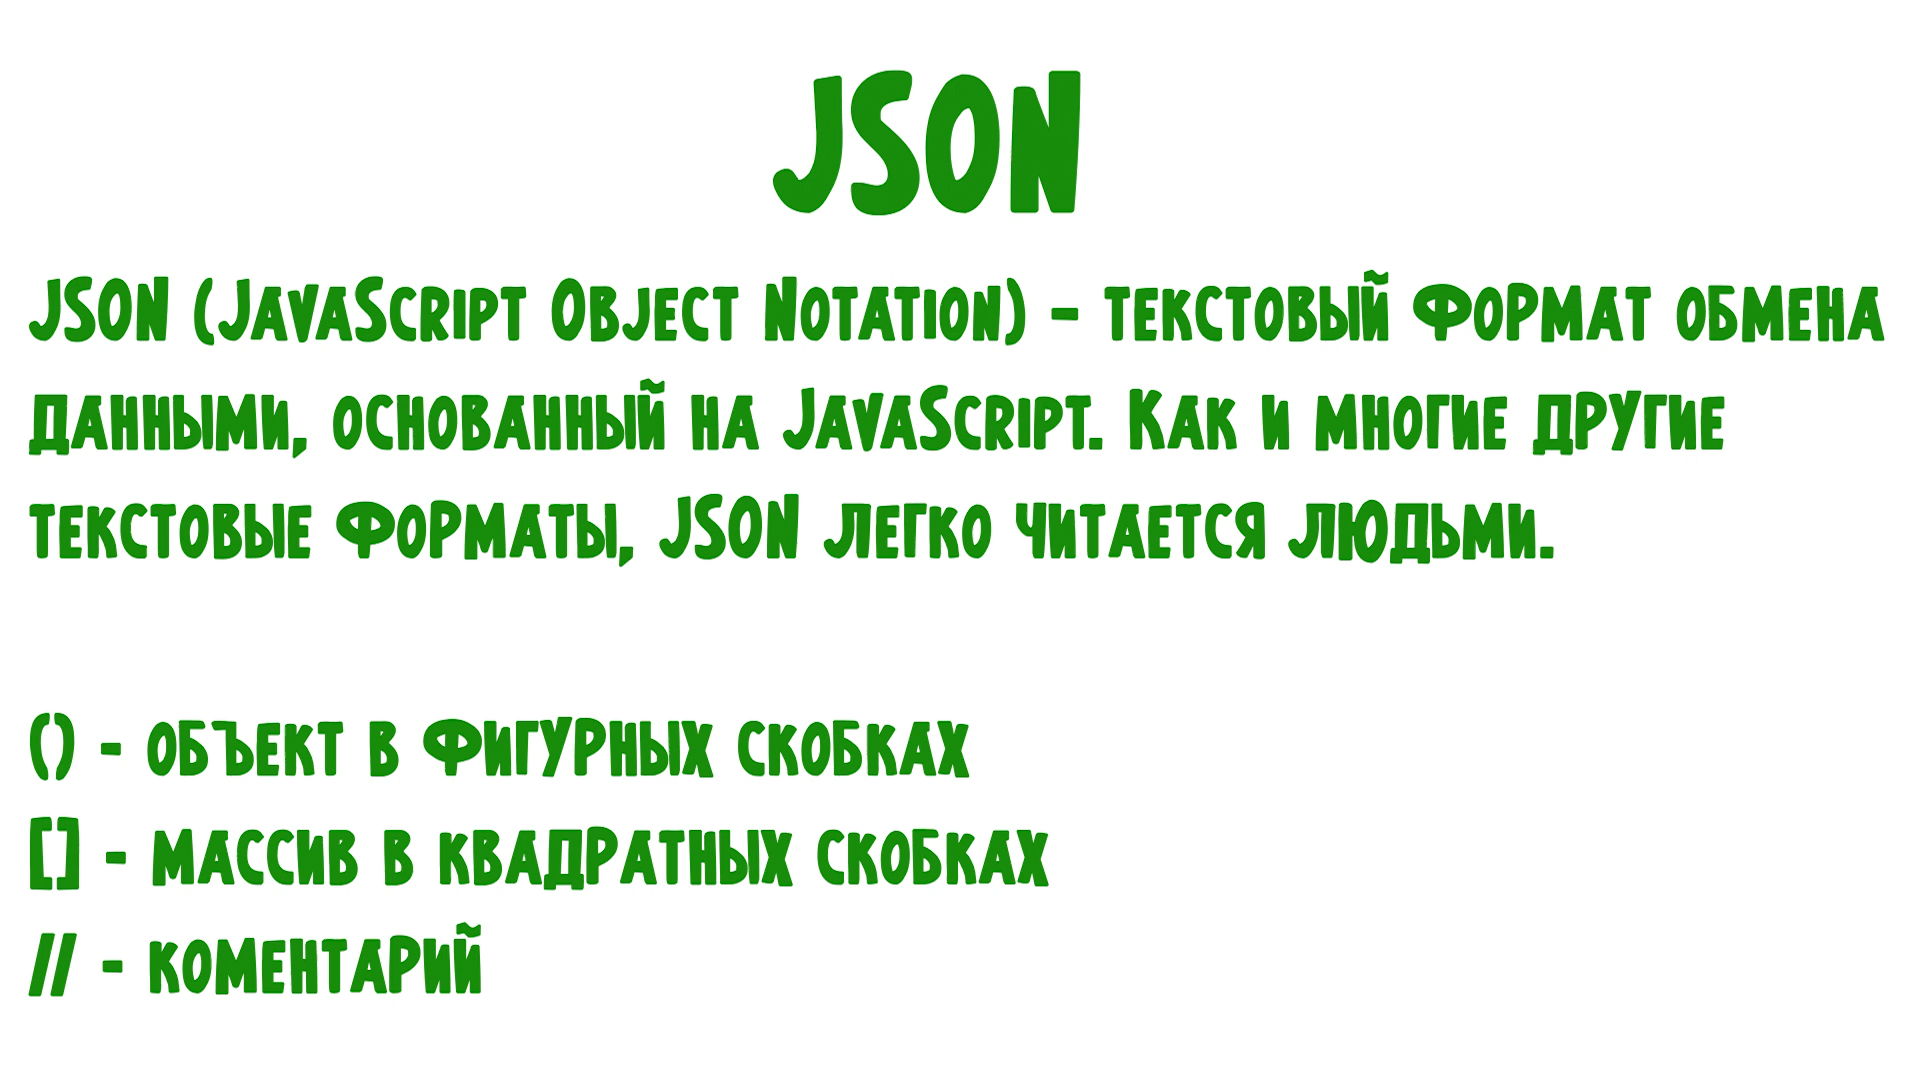 JSON
JSON (JavaScript Object Notation) - текстовый формат обмена
данными, основанный на JavaScript. Как и многие другие
текстовые форматы, JSON легко читается людьми.
() - объект в фигурных скобках
[] - массив в квадратных скобках
// - коментарий